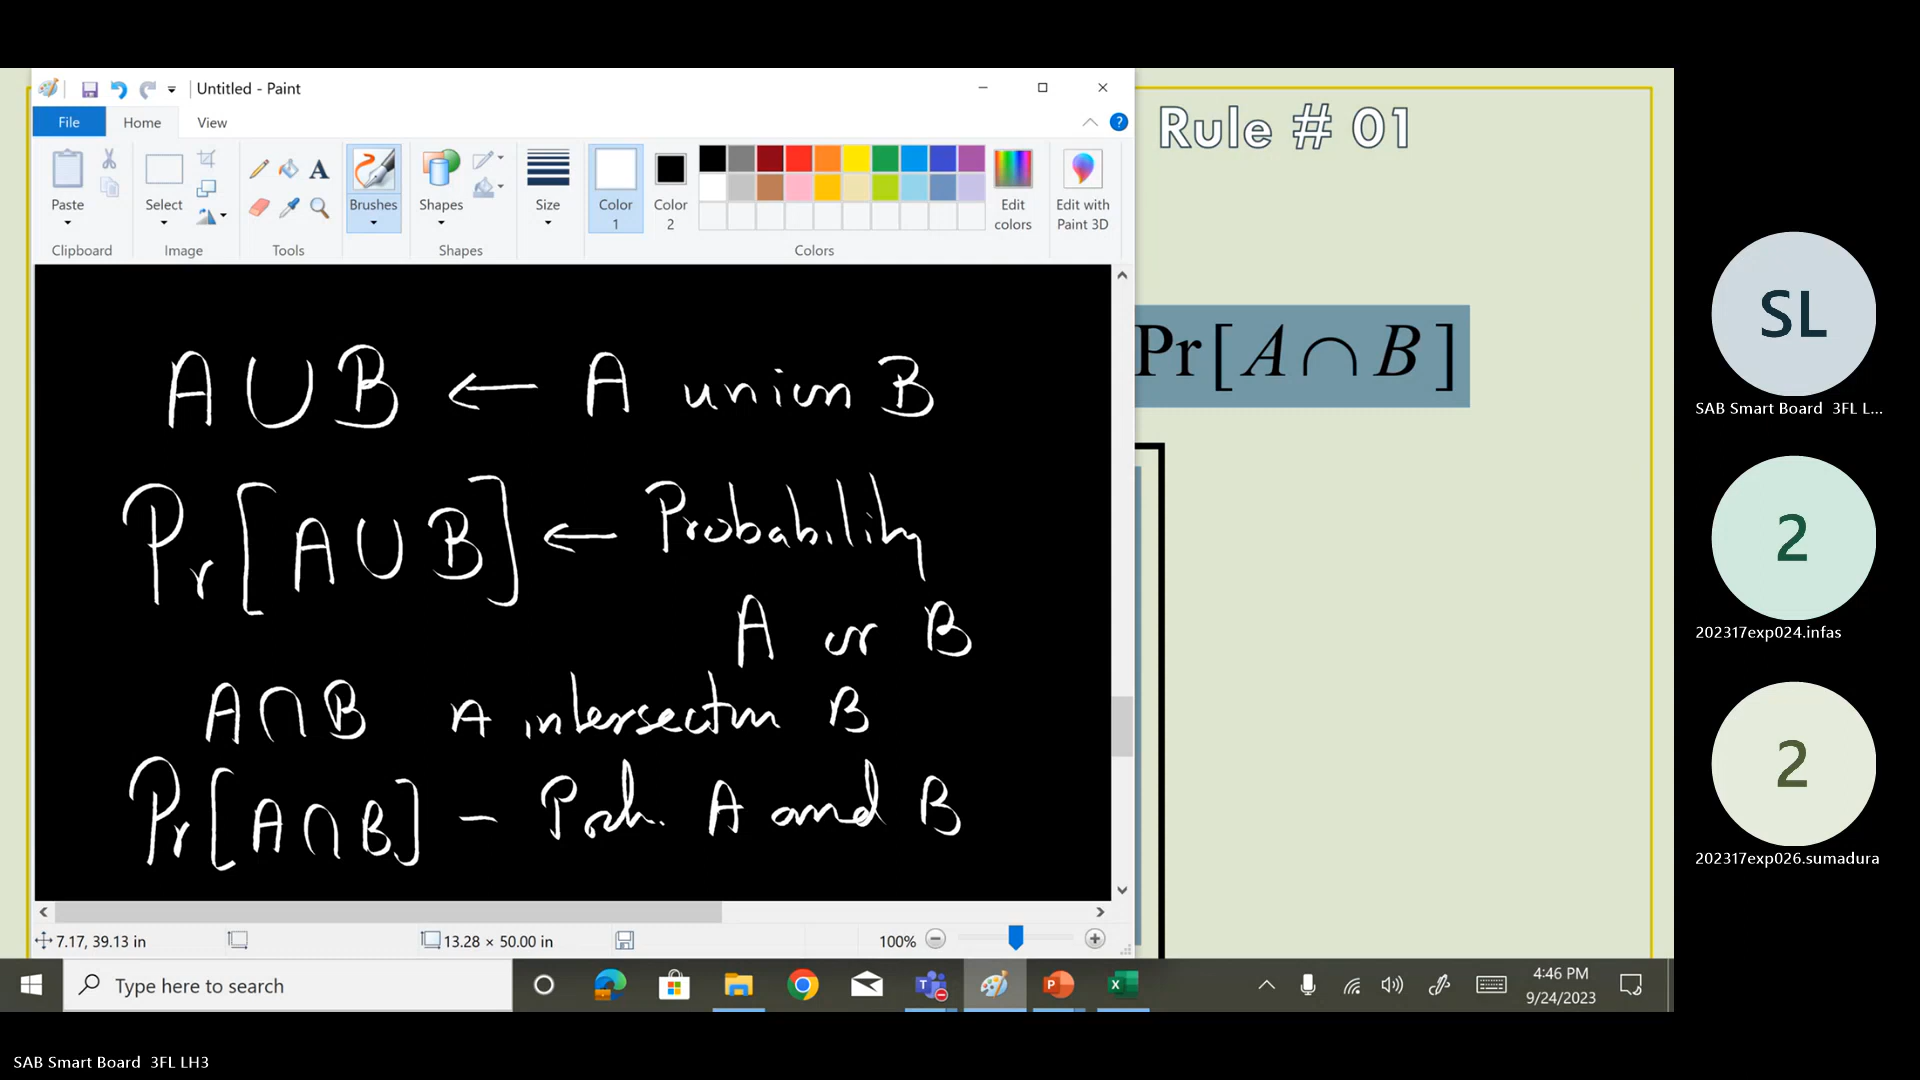 Untitled - Paint
File Home View
Paste
Select
Brushes
Shapes
Size
Color 1
Color 2
Edit colors
Edit with Paint 3D
Clipboard
Image
Tools
Shapes
Colors
Rule # 01
Pr[A∩B]
A∪B ← A union B
Pr[A∪B] ← Probability
A or B
A∩B A intersection B
Pr[A∩B] – Prob. A and B
7.17, 39.13 in
13.28 × 50.00 in
100%
Type here to search
4:46 PM
9/24/2023
SL
SAB Smart Board 3FL L...
2
202317exp024.infas
2
202317exp026.sumadura
SAB Smart Board 3FL LH3